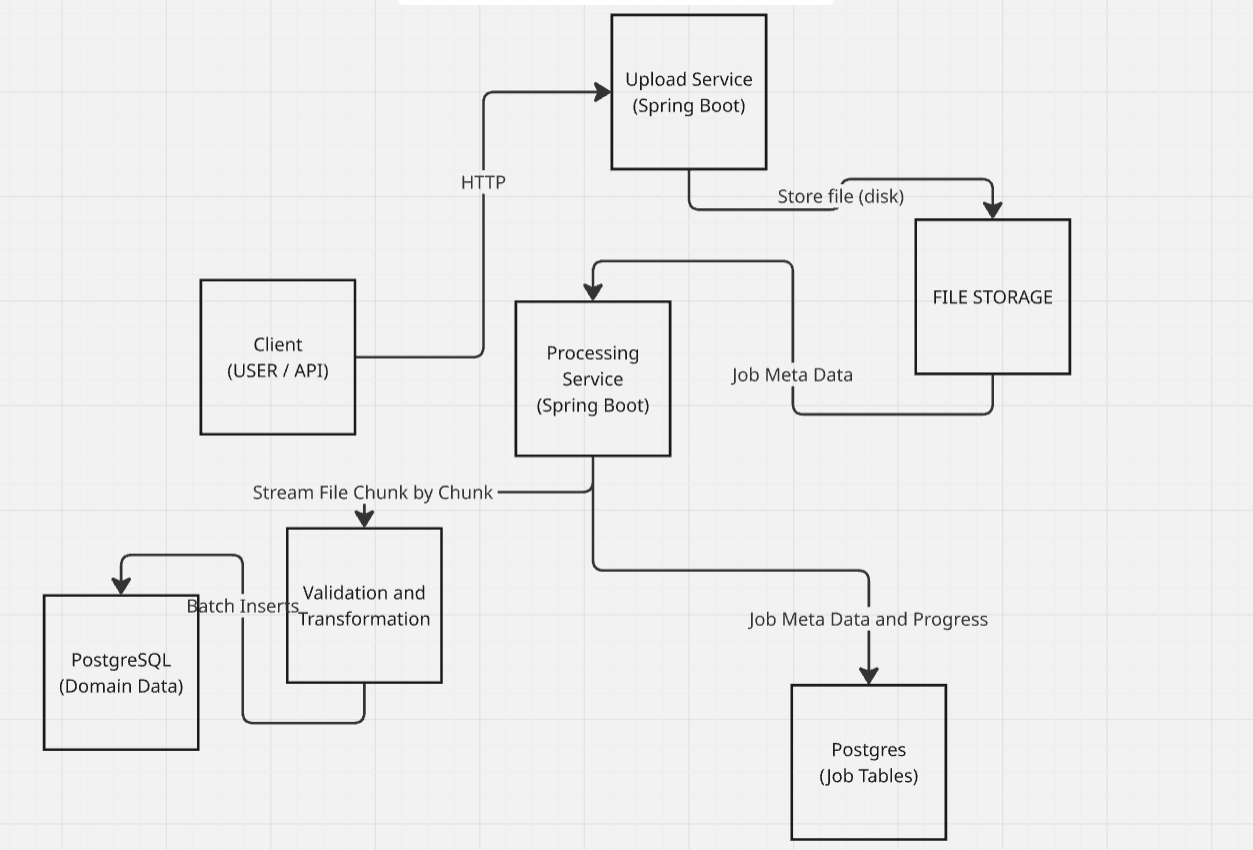 Upload Service
(Spring Boot)
HTTP
Store file (disk)
FILE STORAGE
Client
(USER / API)
Processing
Service
(Spring Boot)
Job Meta Data
Stream File Chunk by Chunk
Validation and
Transformation
Batch Inserts
PostgreSQL
(Domain Data)
Job Meta Data and Progress
Postgres
(Job Tables)